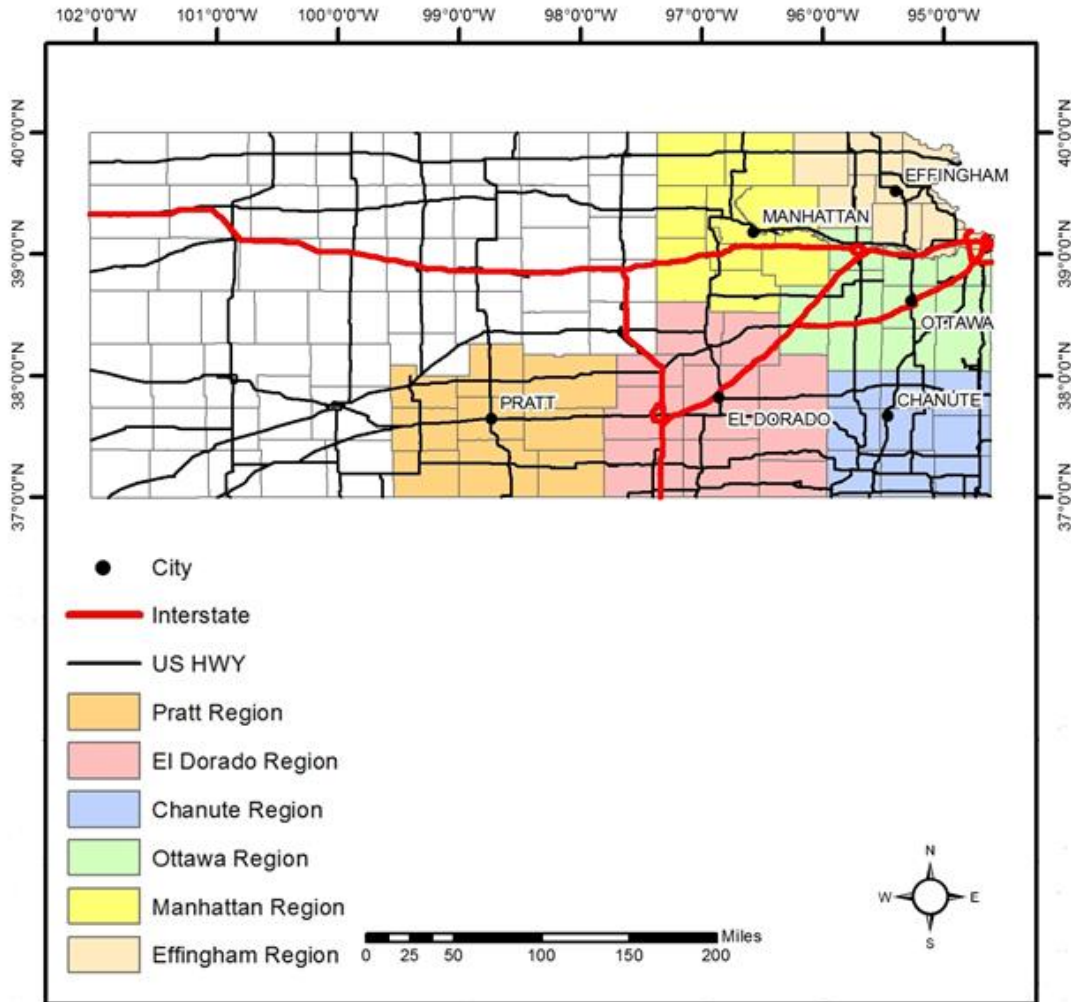 102°0'0"W 101°0'0"W 100°0'0"W 99°0'0"W 98°0'0"W 97°0'0"W 96°0'0"W 95°0'0"W
40°0'0"N 40°0'0"N
EFFINGHAM
MANHATTAN
39°0'0"N 39°0'0"N
OTTAWA
38°0'0"N 38°0'0"N
PRATT
CHANUTE
EL DORADO
37°0'0"N 37°0'0"N
City
Interstate
US HWY
Pratt Region
El Dorado Region
Chanute Region
Ottawa Region
Manhattan Region
Effingham Region
N
W E
S
Miles
0 25 50 100 150 200